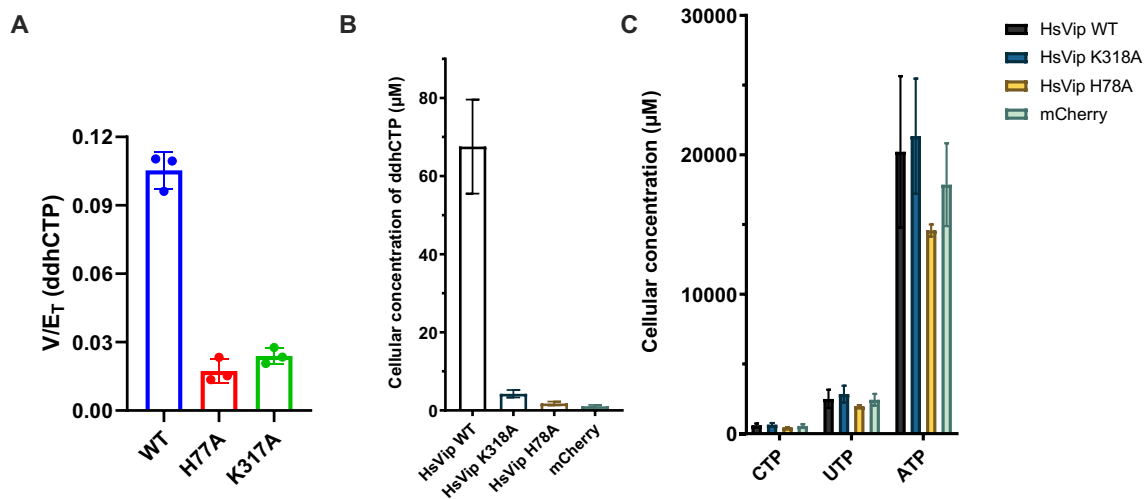 A
V/ET (ddhCTP)
0.12
0.09
0.06
0.03
0.00
WT
H77A
K317A
B
Cellular concentration of ddhCTP (µM)
80
60
40
20
0
HsVip WT
HsVip K318A
HsVip H78A
mCherry
C
Cellular concentration (µM)
30000
20000
10000
0
CTP
UTP
ATP
HsVip WT
HsVip K318A
HsVip H78A
mCherry